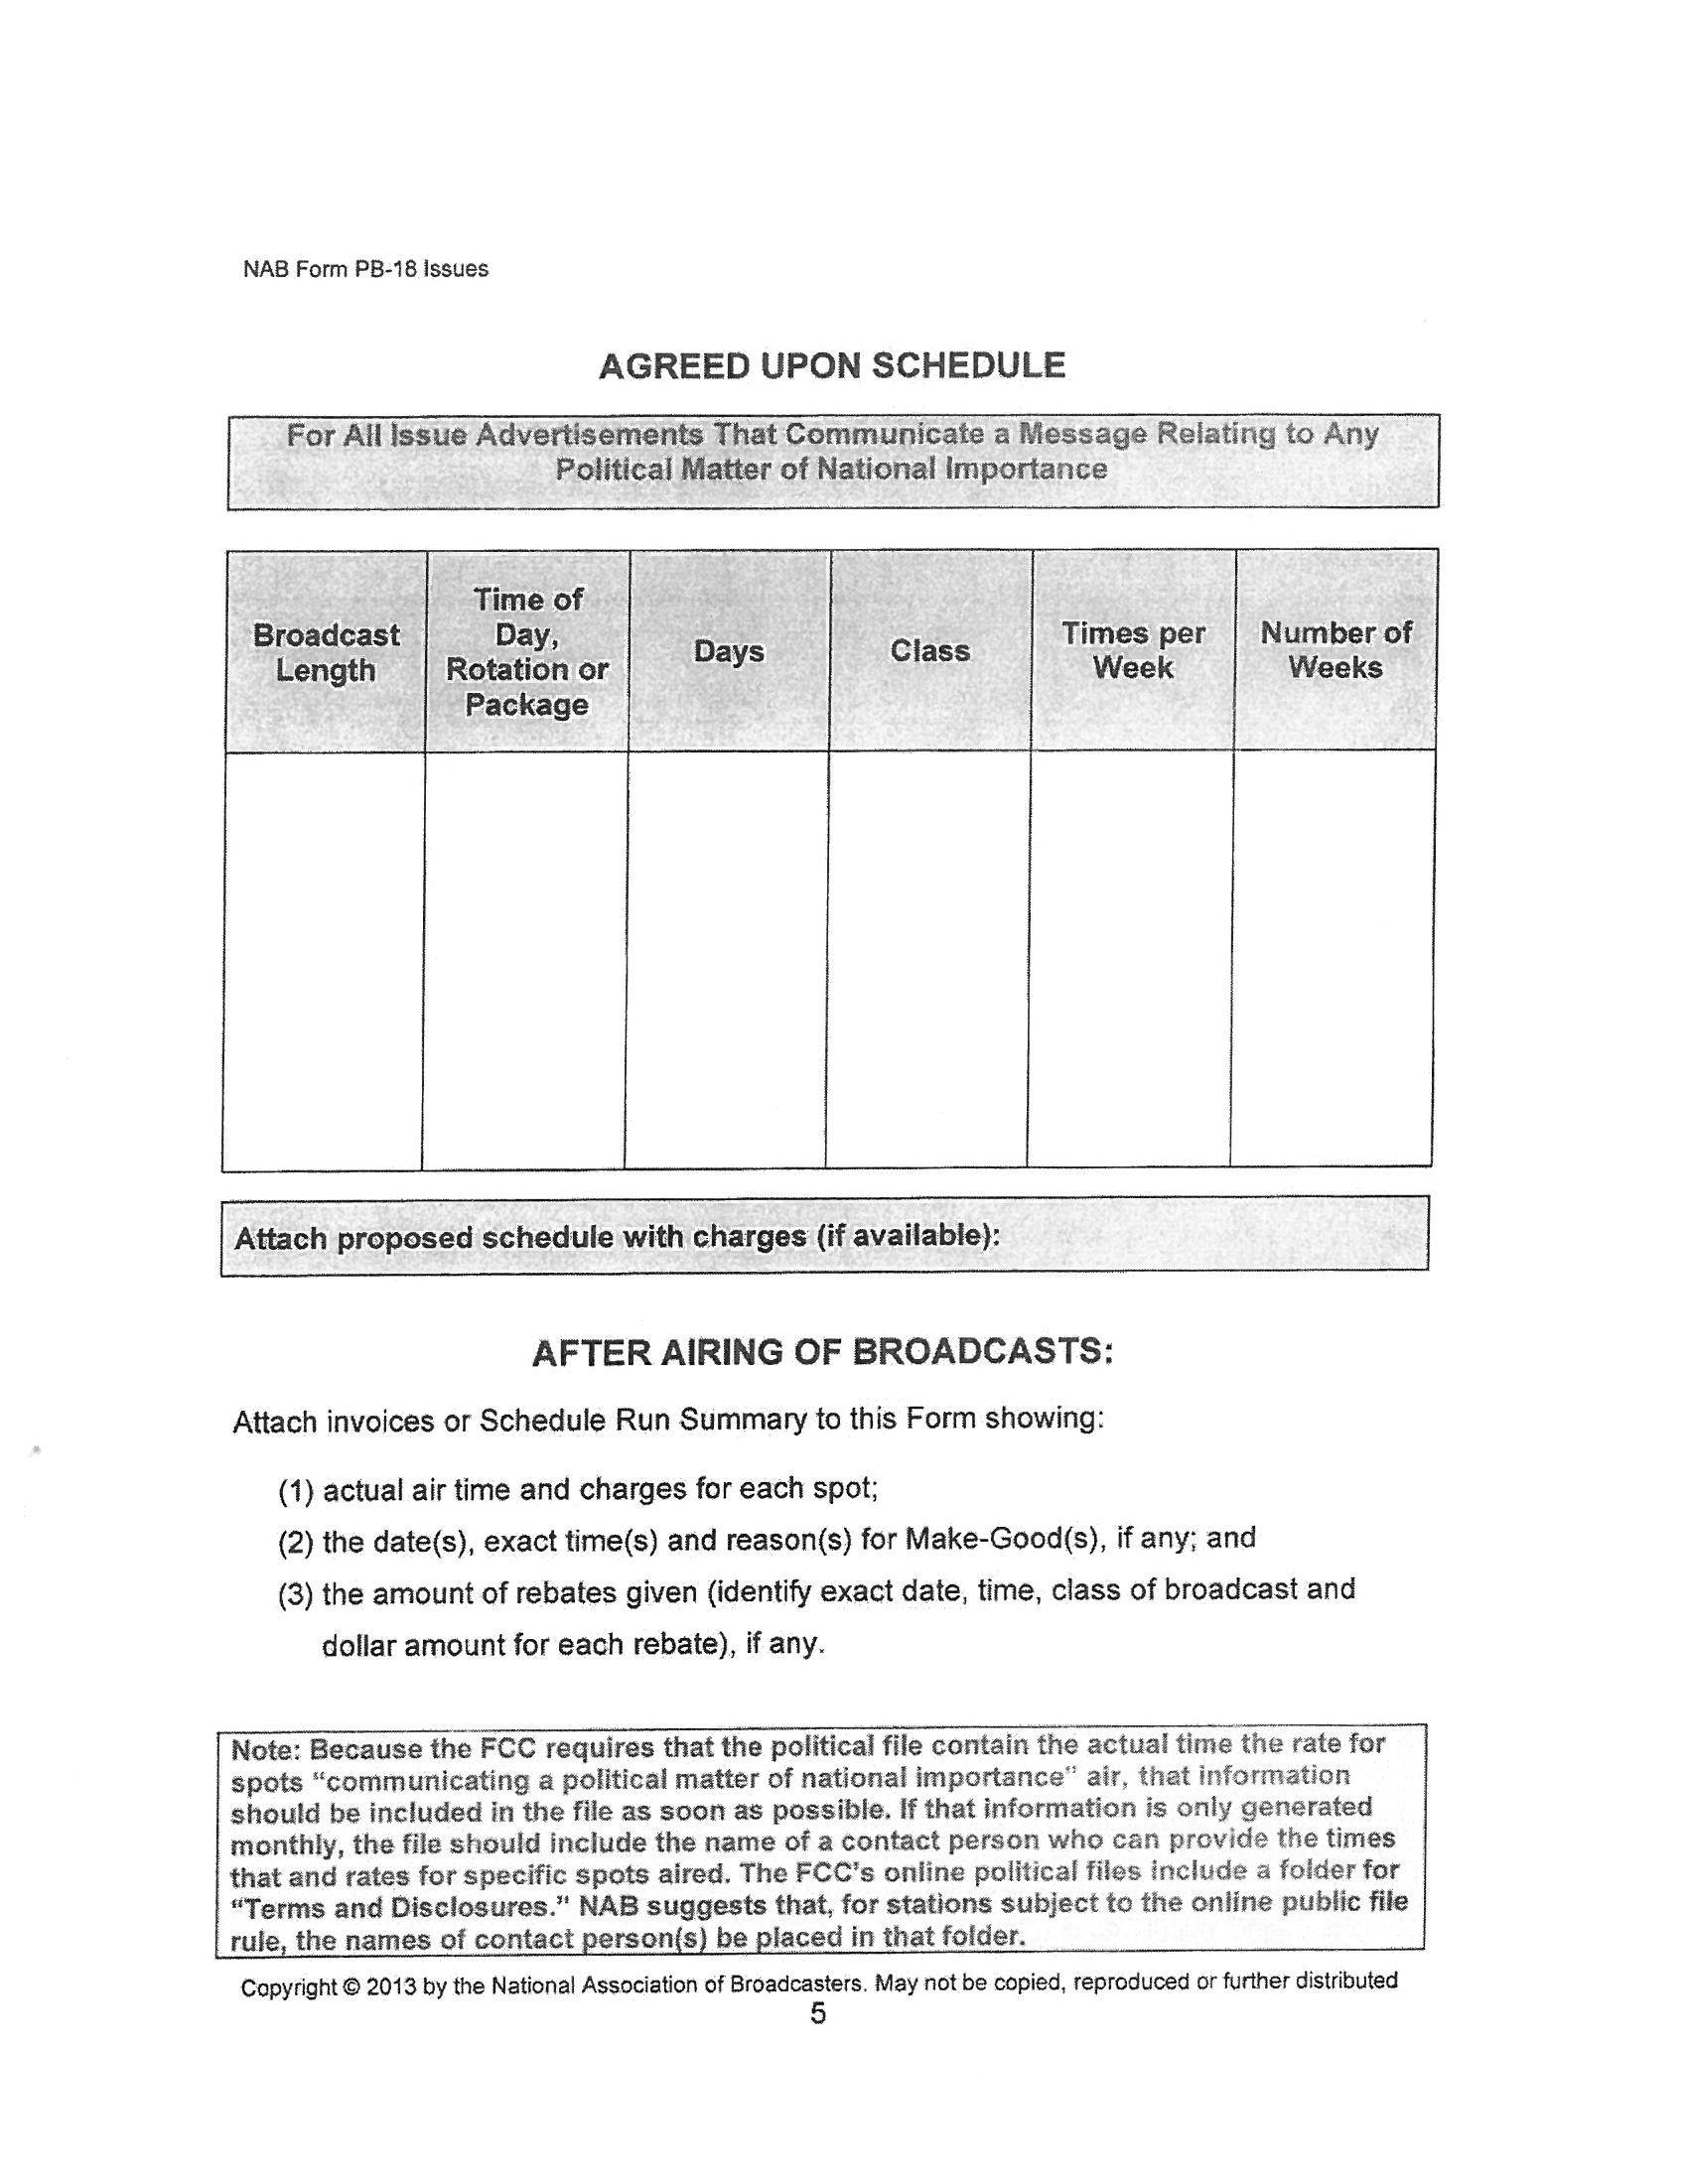 NAB Form PB-18 Issues
AGREED UPON SCHEDULE
For All Issue Advertisements That Communicate a Message Relating to Any
Political Matter of National Importance
Broadcast
Length
Time of
Day,
Rotation or
Package
Days
Class
Times per
Week
Number of
Weeks
Attach proposed schedule with charges (if available):
AFTER AIRING OF BROADCASTS:
Attach invoices or Schedule Run Summary to this Form showing:
(1) actual air time and charges for each spot;
(2) the date(s), exact time(s) and reason(s) for Make-Good(s), if any; and
(3) the amount of rebates given (identify exact date, time, class of broadcast and
dollar amount for each rebate), if any.
Note: Because the FCC requires that the political file contain the actual time the rate for
spots “communicating a political matter of national importance” air, that information
should be included in the file as soon as possible. If that information is only generated
monthly, the file should include the name of a contact person who can provide the times
that and rates for specific spots aired. The FCC's online political files include a folder for
“Terms and Disclosures.” NAB suggests that, for stations subject to the online public file
rule, the names of contact person(s) be placed in that folder.
Copyright © 2013 by the National Association of Broadcasters. May not be copied, reproduced or further distributed
5